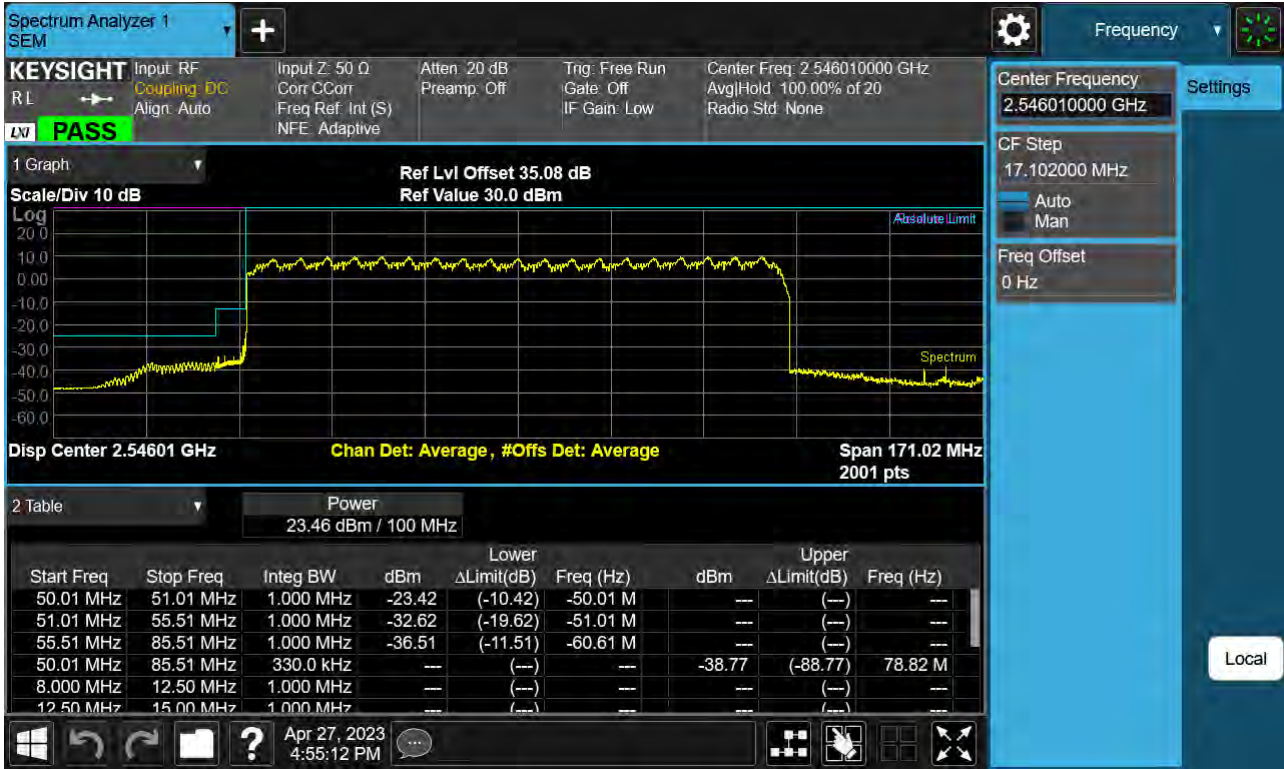 Spectrum Analyzer 1
SEM
Frequency
KEYSIGHT
RL
LXI
PASS
Input: RF
Coupling: DC
Align: Auto
Input Z: 50 Ω
Corr CCorr
Freq Ref: Int (S)
NFE: Adaptive
Atten: 20 dB
Preamp: Off
Trig: Free Run
Gate: Off
IF Gain: Low
Center Freq: 2.546010000 GHz
Avg|Hold: 100.00% of 20
Radio Std: None
Center Frequency
2.546010000 GHz
Settings
CF Step
17.102000 MHz
Auto
Man
Freq Offset
0 Hz
Local
1 Graph
Scale/Div 10 dB
Ref Lvl Offset 35.08 dB
Ref Value 30.0 dBm
Log
Absolute Limit
20.0
10.0
0.00
-10.0
-20.0
-30.0
-40.0
-50.0
-60.0
Spectrum
Disp Center 2.54601 GHz Chan Det: Average, #Offs Det: Average Span 171.02 MHz
2001 pts
2 Table
Power
23.46 dBm / 100 MHz
Lower Upper
Start Freq Stop Freq Integ BW dBm ΔLimit(dB) Freq (Hz) dBm ΔLimit(dB) Freq (Hz)
50.01 MHz 51.01 MHz 1.000 MHz -23.42 (-10.42) -50.01 M --- (---) ---
51.01 MHz 55.51 MHz 1.000 MHz -32.62 (-19.62) -51.01 M --- (---) ---
55.51 MHz 85.51 MHz 1.000 MHz -36.51 (-11.51) -60.61 M --- (---) ---
50.01 MHz 85.51 MHz 330.0 kHz --- (---) --- -38.77 (-88.77) 78.82 M
8.000 MHz 12.50 MHz 1.000 MHz --- (---) --- --- (---) ---
12.50 MHz 15.00 MHz 1.000 MHz --- (---) --- --- (---) ---
Apr 27, 2023
4:55:12 PM